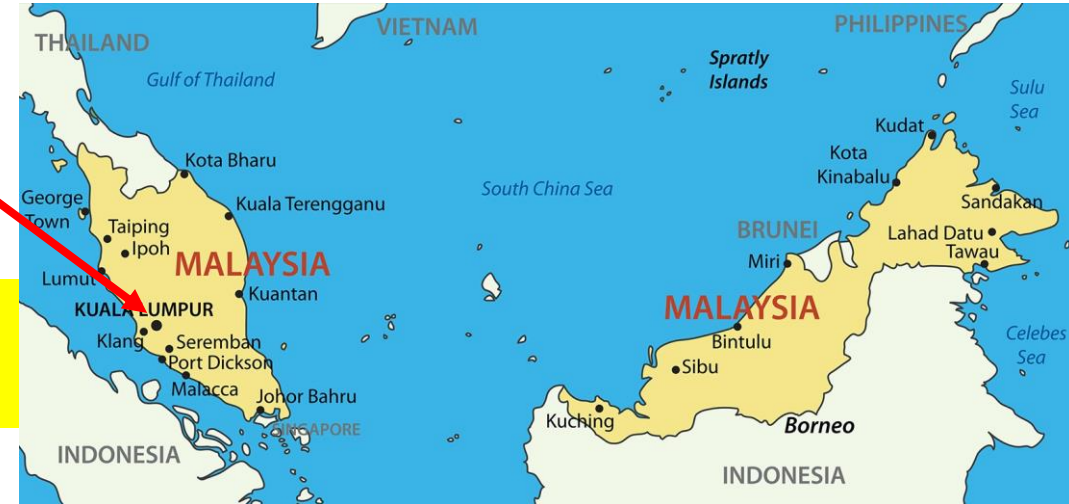 THAILAND
VIETNAM
PHILIPPINES
Gulf of Thailand
Spratly
Islands
Sulu
Sea
Kudat
Kota
Kinabalu
Kota Bharu
South China Sea
George
Town
Kuala Terengganu
Sandakan
Taiping
Ipoh
BRUNEI
Lahad Datu
Tawau
MALAYSIA
Miri
Lumut
Kuantan
KUALA LUMPUR
MALAYSIA
Klang
Seremban
Bintulu
Celebes
Sea
Port Dickson
Sibu
Malacca
Johor Bahru
Kuching
Borneo
SINGAPORE
INDONESIA
INDONESIA